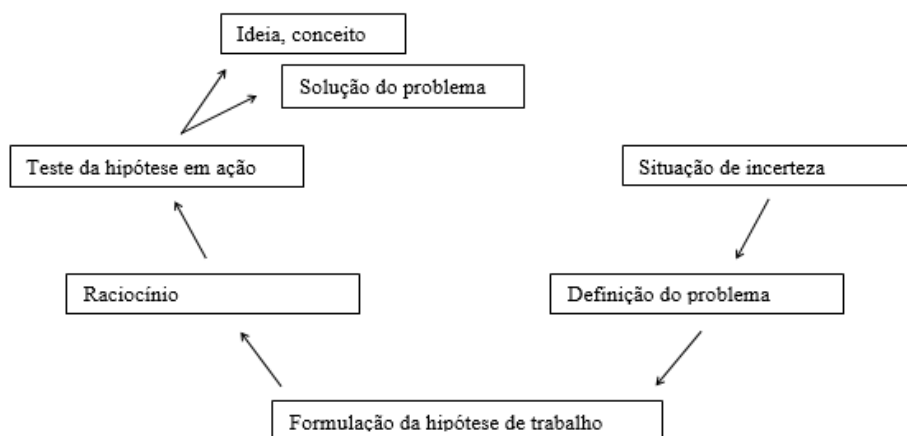 Ideia, conceito
Solução do problema
Teste da hipótese em ação
Situação de incerteza
Raciocínio
Definição do problema
Formulação da hipótese de trabalho